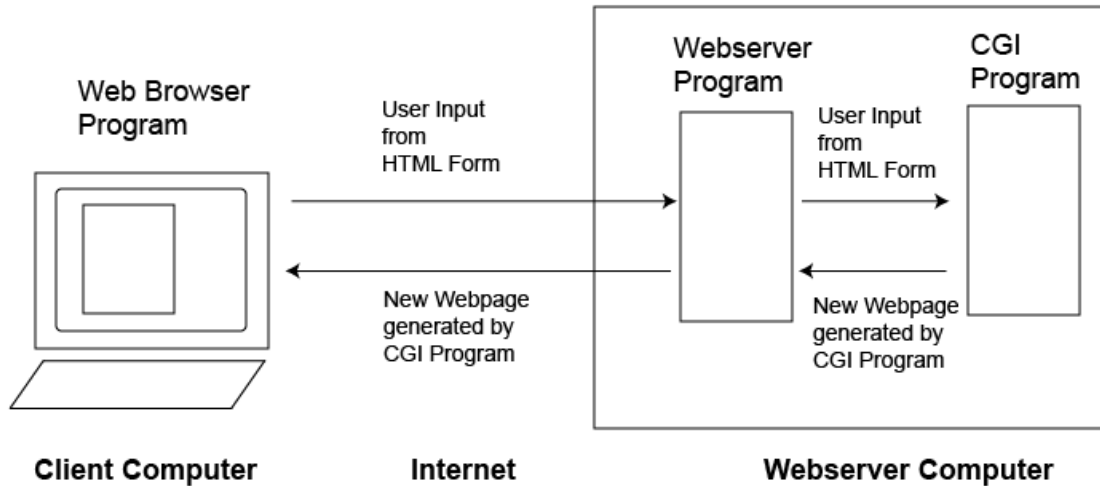 Web Browser
Program
User Input
from
HTML Form
New Webpage
generated by
CGI Program
Webserver
Program
CGI
Program
User Input
from
HTML Form
New Webpage
generated by
CGI Program
Client Computer
Internet
Webserver Computer